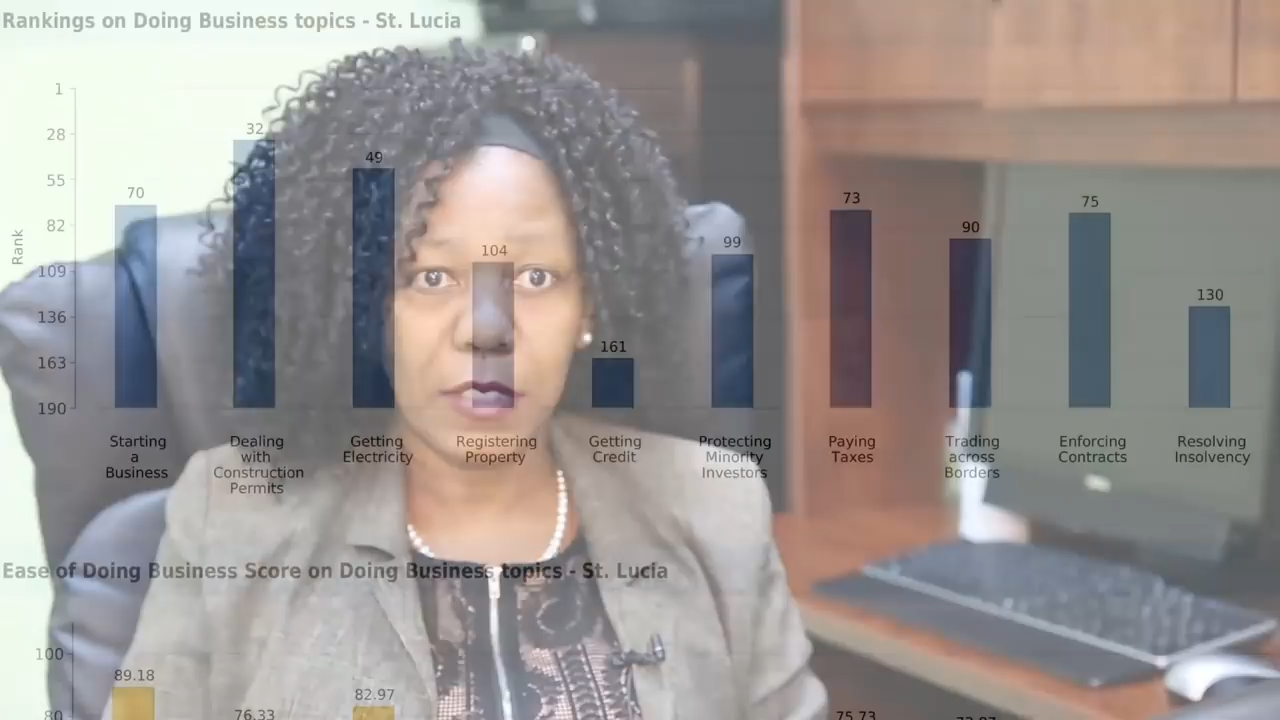 Rankings on Doing Business topics - St. Lucia
1
28
55
82
109
136
163
190
Rank
70
32
49
104
161
99
73
90
75
130
Starting
a
Business
Dealing
with
Construction
Permits
Getting
Electricity
Registering
Property
Getting
Credit
Protecting
Minority
Investors
Paying
Taxes
Trading
across
Borders
Enforcing
Contracts
Resolving
Insolvency
Ease of Doing Business Score on Doing Business topics - St. Lucia
100
80
89.18
76.33
82.97
75.73